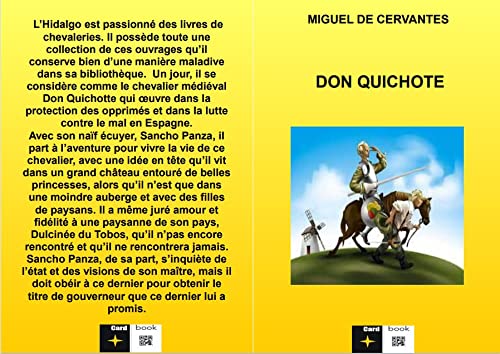 L'Hidalgo est passionné des livres de
chevaleries. Il possède toute une
collection de ces ouvrages qu'il
conserve bien d'une manière maladive
dans sa bibliothèque. Un jour, il se
considère comme le chevalier médiéval
Don Quichotte qui œuvre dans la
protection des opprimés et dans la lutte
contre le mal en Espagne.
Avec son naïf écuyer, Sancho Panza, il
part à l'aventure pour vivre la vie de ce
chevalier, avec une idée en tête qu'il vit
dans un grand château entouré de belles
princesses, alors qu'il n'est que dans
une moindre auberge et avec des filles
de paysans. Il a même juré amour et
fidélité à une paysanne de son pays,
Dulcinée du Tobos, qu'il n'pas encore
rencontré et qu'il ne rencontrera jamais.
Sancho Panza, de sa part, s'inquiète de
l'état et des visions de son maître, mais il
doit obéir à ce dernier pour obtenir le
titre de gouverneur que ce dernier lui a
promis.
Card book
MIGUEL DE CERVANTES
DON QUICHOTE
Card book